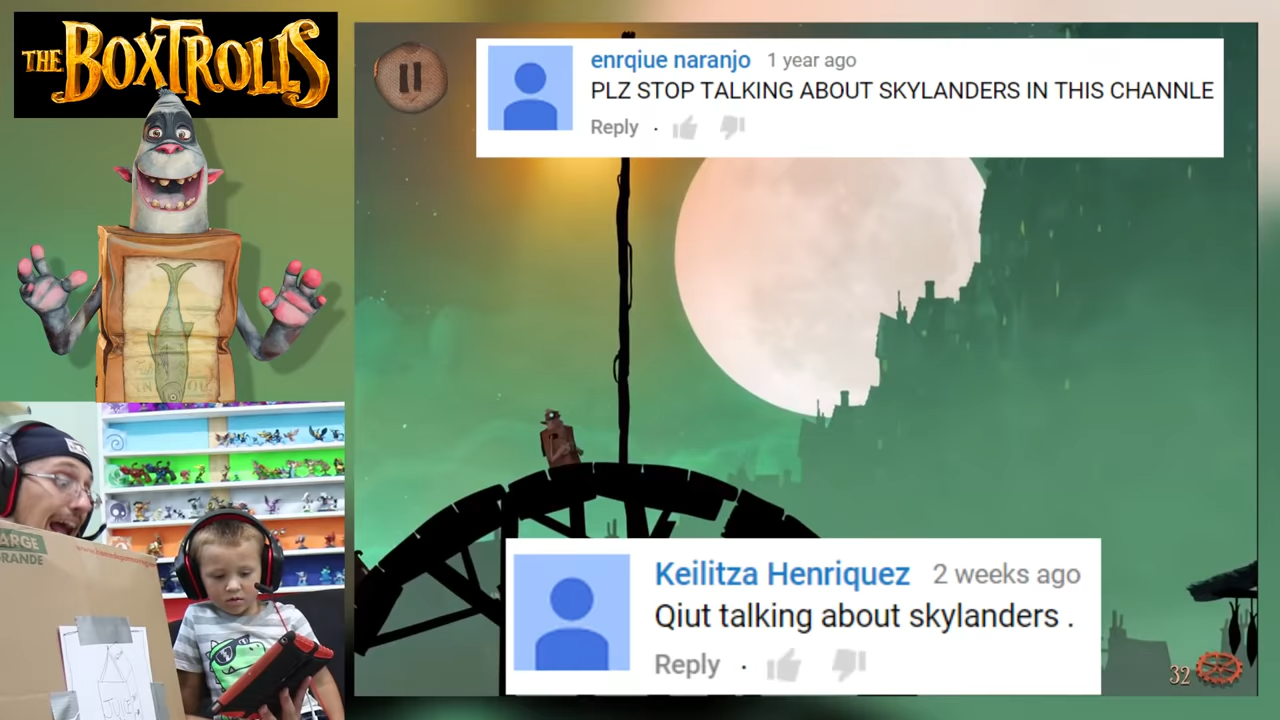 THE BOXTROLLS
enrqiue naranjo 1 year ago
PLZ STOP TALKING ABOUT SKYLANDERS IN THIS CHANNLE
Reply ·
Keilitza Henriquez 2 weeks ago
Qiut talking about skylanders .
Reply ·
32
ARGE
GRANDE